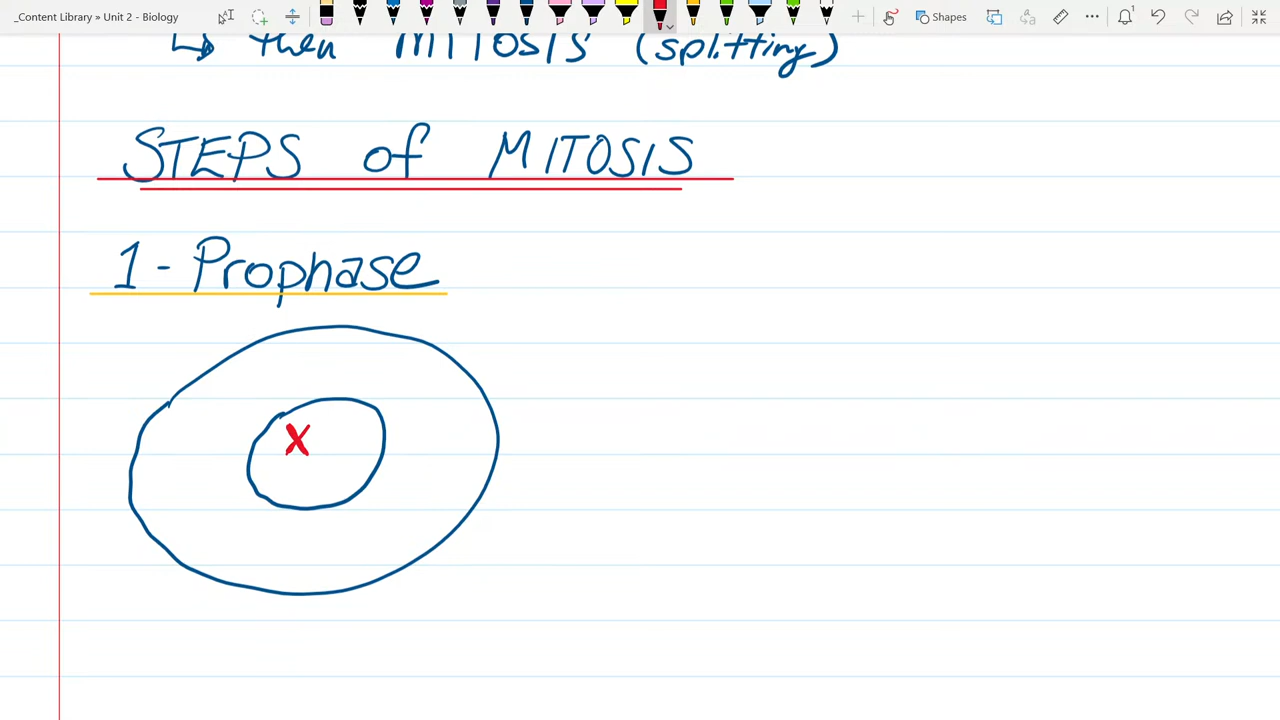 _Content Library » Unit 2 - Biology
Shapes
↳ then MITOSIS (splitting)
STEPS of MITOSIS
1 - Prophase
X